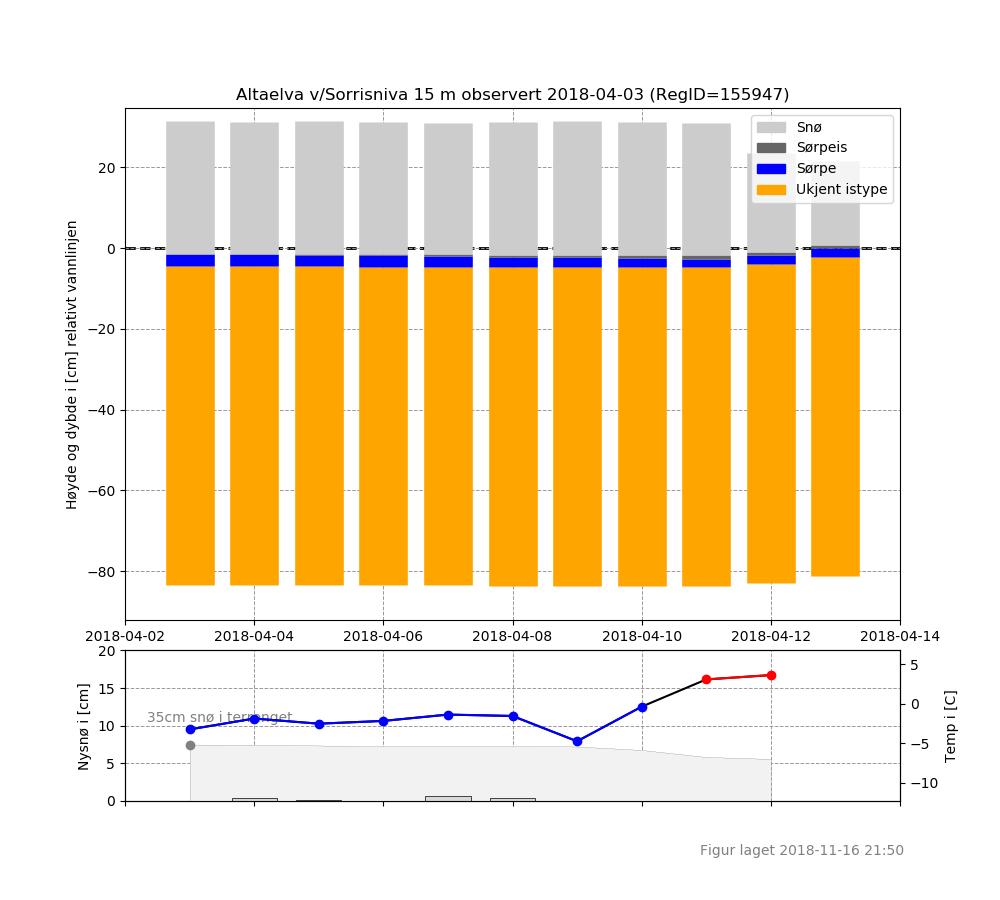 Altaelva v/Sorrisniva 15 m observert 2018-04-03 (RegID=155947)
Snø
Sørpeis
Sørpe
Ukjent istype
Høyde og dybde i [cm] relativt vannlinjen
20
0
−20
−40
−60
−80
2018-04-02 2018-04-04 2018-04-06 2018-04-08 2018-04-10 2018-04-12 2018-04-14
Nysnø i [cm]
20
15
10
5
0
35cm snø i terrenget
5
0
−5
−10
Temp i [C]
Figur laget 2018-11-16 21:50